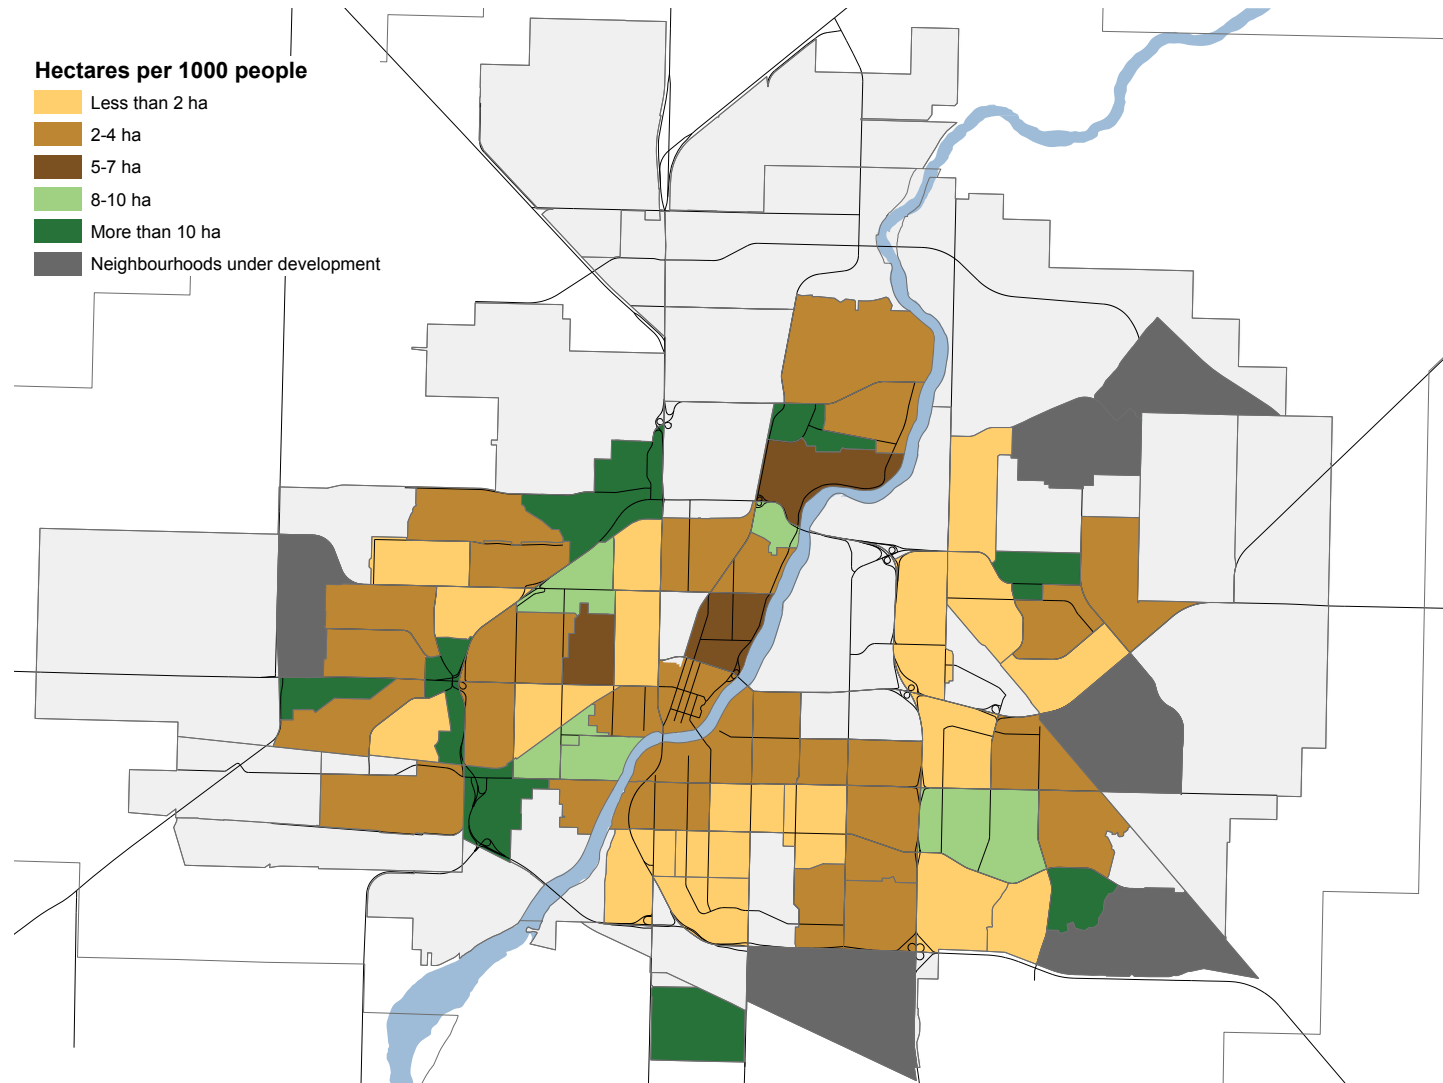 Hectares per 1000 people
Less than 2 ha
2-4 ha
5-7 ha
8-10 ha
More than 10 ha
Neighbourhoods under development